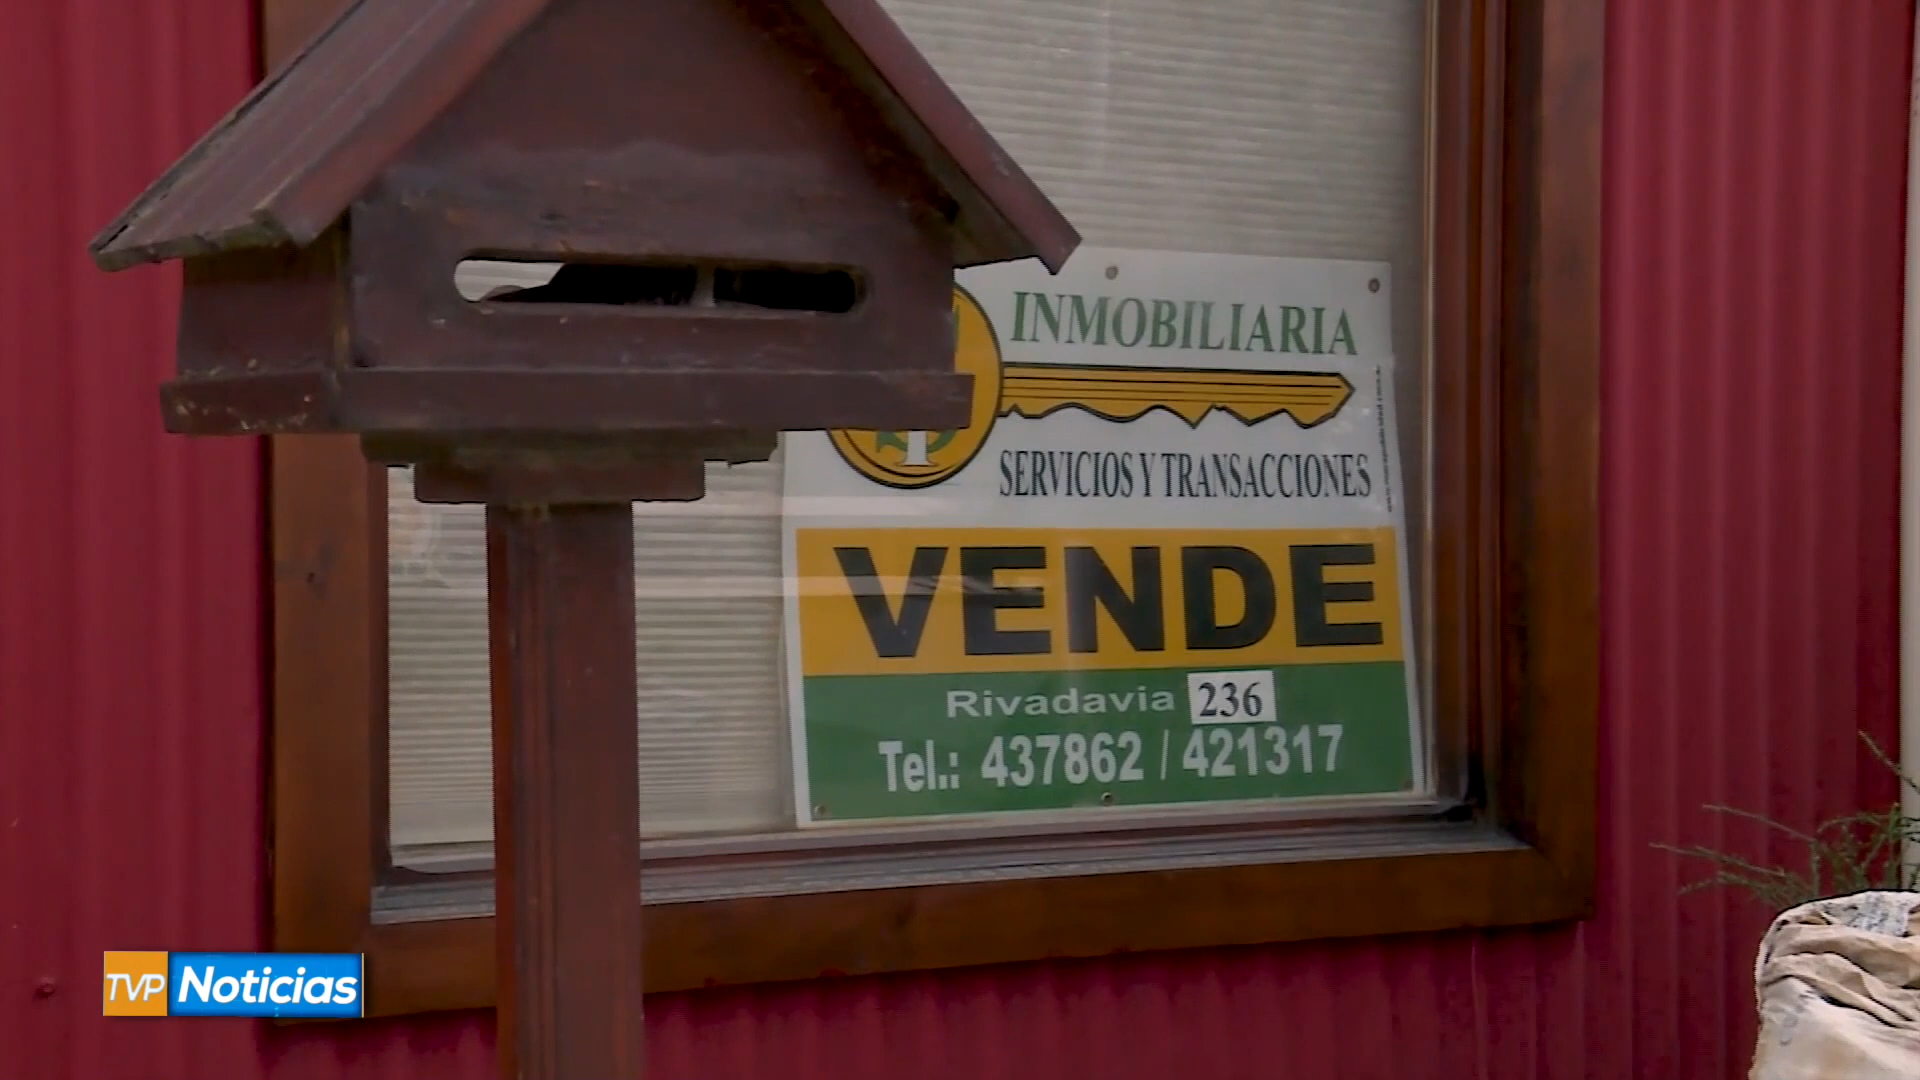 INMOBILIARIA
SERVICIOS Y TRANSACCIONES
VENDE
Rivadavia 236
Tel.: 437862 / 421317
TVP Noticias